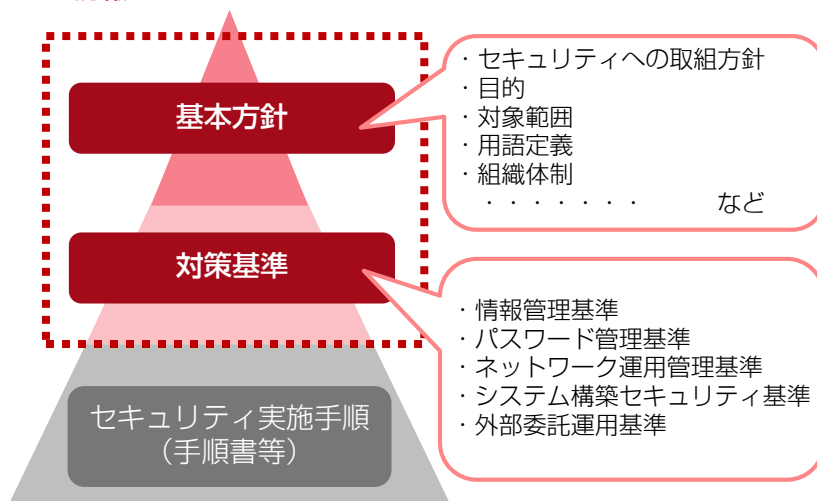 基本方針
・セキュリティへの取組方針
・目的
・対象範囲
・用語定義
・組織体制
・・・・・・・　など
対策基準
・情報管理基準
・パスワード管理基準
・ネットワーク運用管理基準
・システム構築セキュリティ基準
・外部委託運用基準
セキュリティ実施手順
（手順書等）